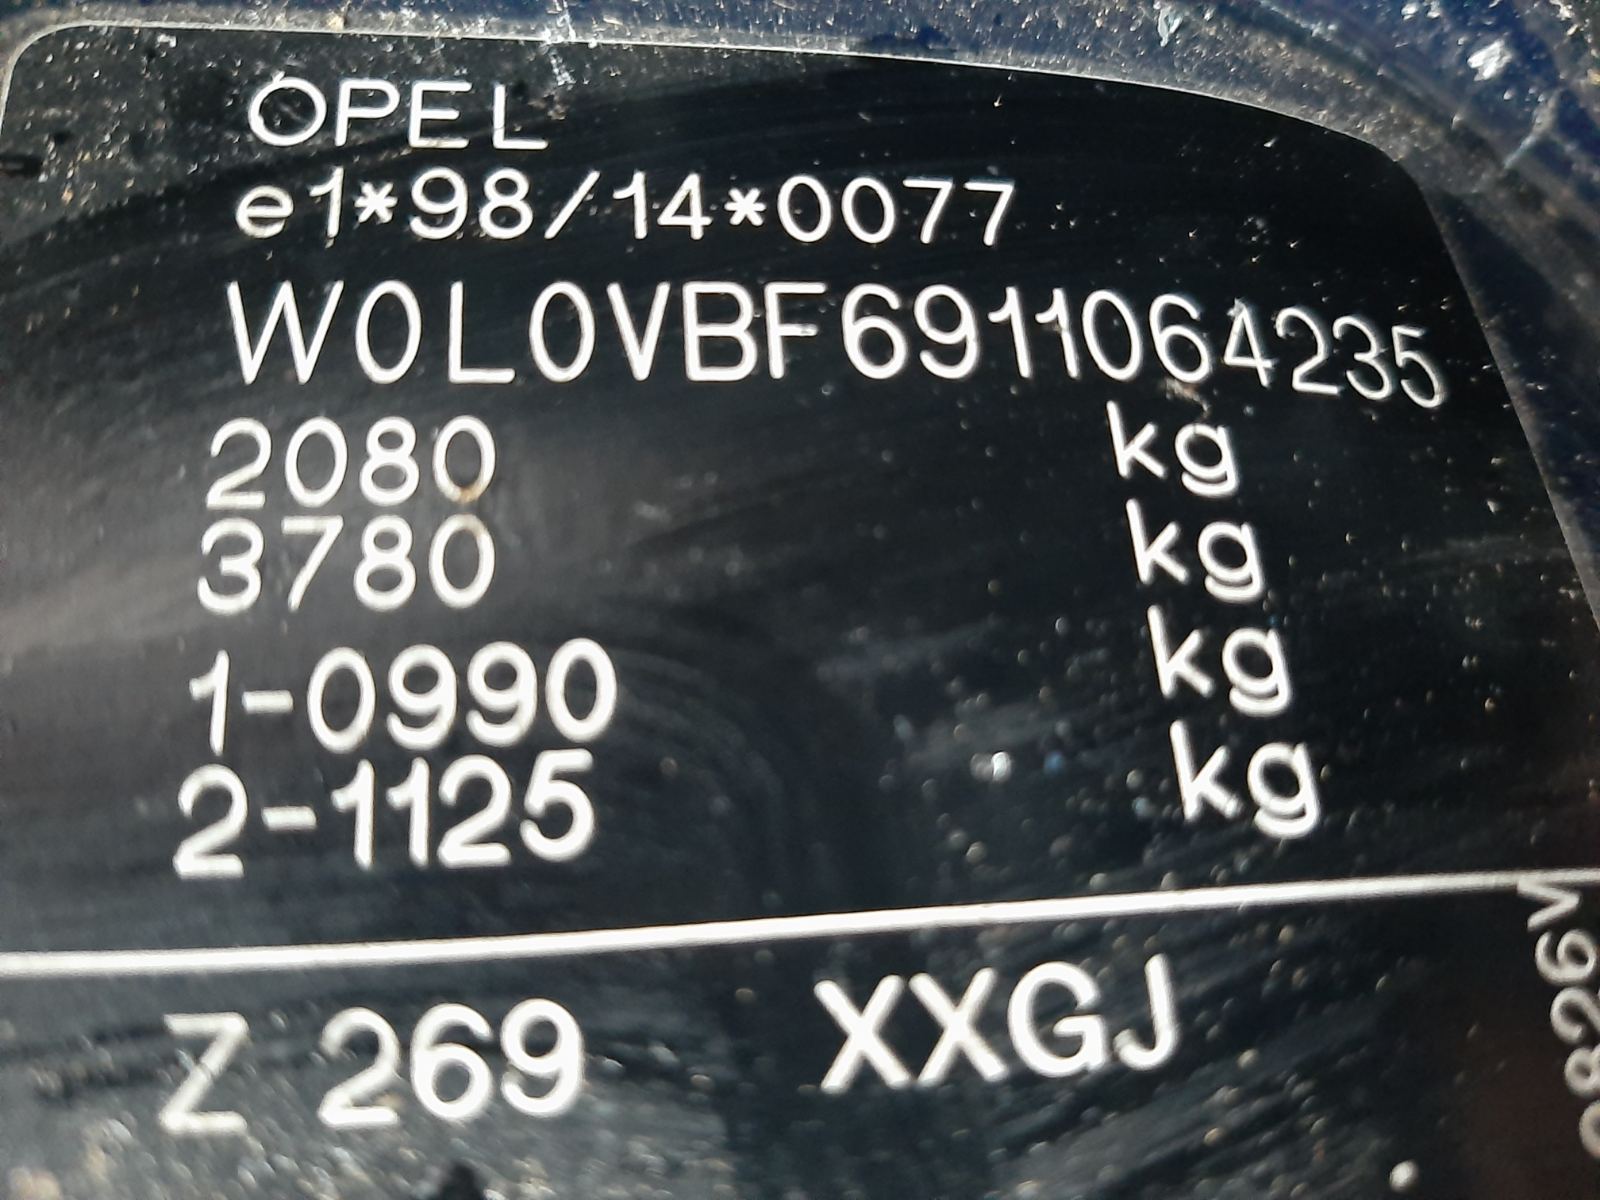 OPEL
e1*98/14*0077
W0L0VBF6911064235
2080 kg
3780 kg
1-0990 kg
2-1125 kg
Z 269 XXGJ